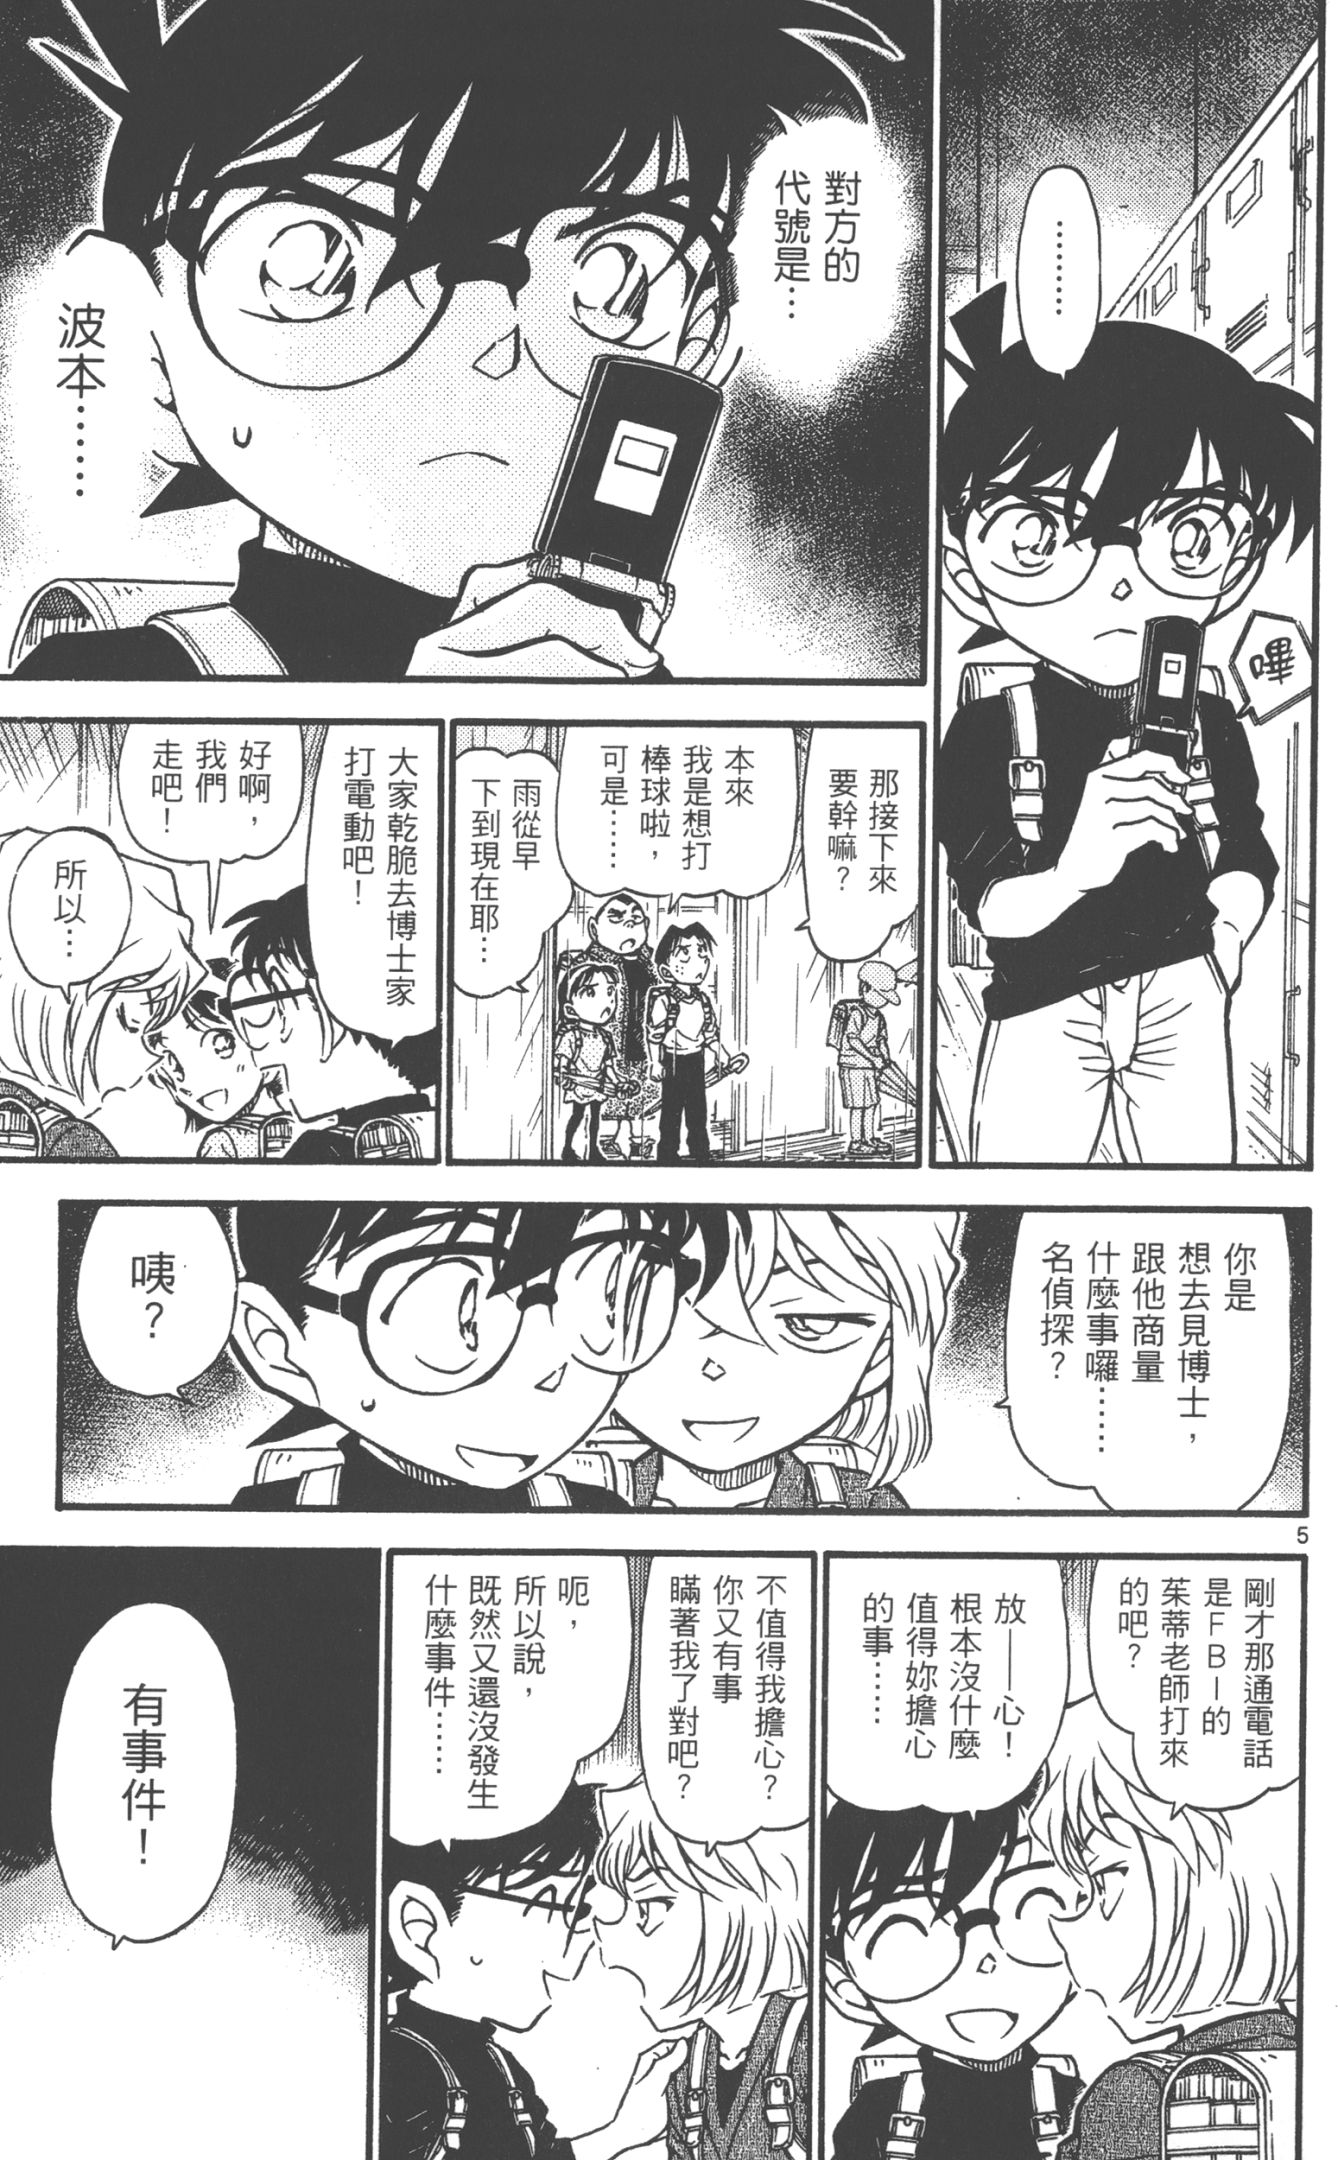 ………
嗶
對方的
代號是…
波本……
那接下來
要幹嘛？
本來
我是想打
棒球啦，
可是……
雨從早
下到現在耶…
大家乾脆去博士家
打電動吧！
好啊，
我們
走吧！
所以…
你是
想去見博士，
跟他商量
什麼事囉……
名偵探？
咦？
5
剛才那通電話
是FBI的
茱蒂老師打來
的吧？
放——心！
根本沒什麼
值得妳擔心
的事……
不值得我擔心？
你又有事
瞞著我了對吧？
呃，
所以說，
既然又還沒發生
什麼事件……
有事件！